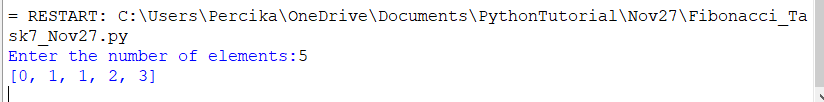 = RESTART: C:\Users\Percika\OneDrive\Documents\PythonTutorial\Nov27\Fibonacci_Ta
sk7_Nov27.py
Enter the number of elements:5
[0, 1, 1, 2, 3]